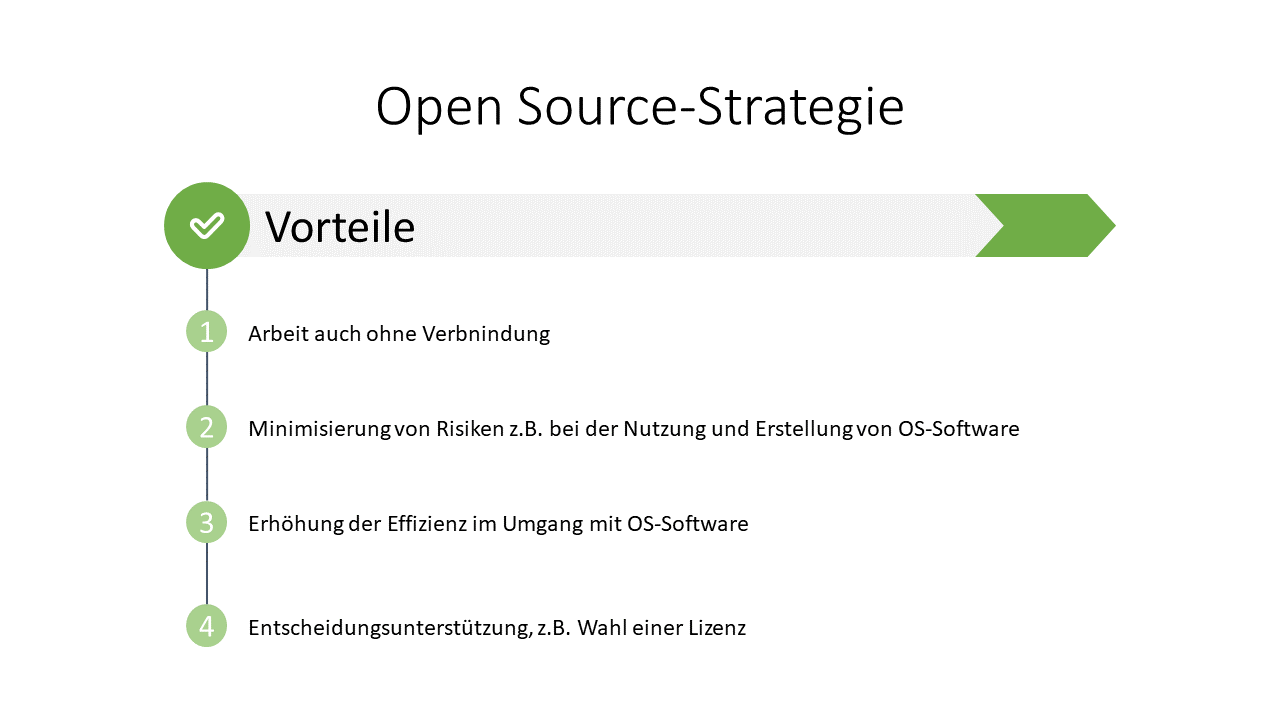 Open Source-Strategie
Vorteile
1 Arbeit auch ohne Verbnindung
2 Minimisierung von Risiken z.B. bei der Nutzung und Erstellung von OS-Software
3 Erhöhung der Effizienz im Umgang mit OS-Software
4 Entscheidungsunterstützung, z.B. Wahl einer Lizenz